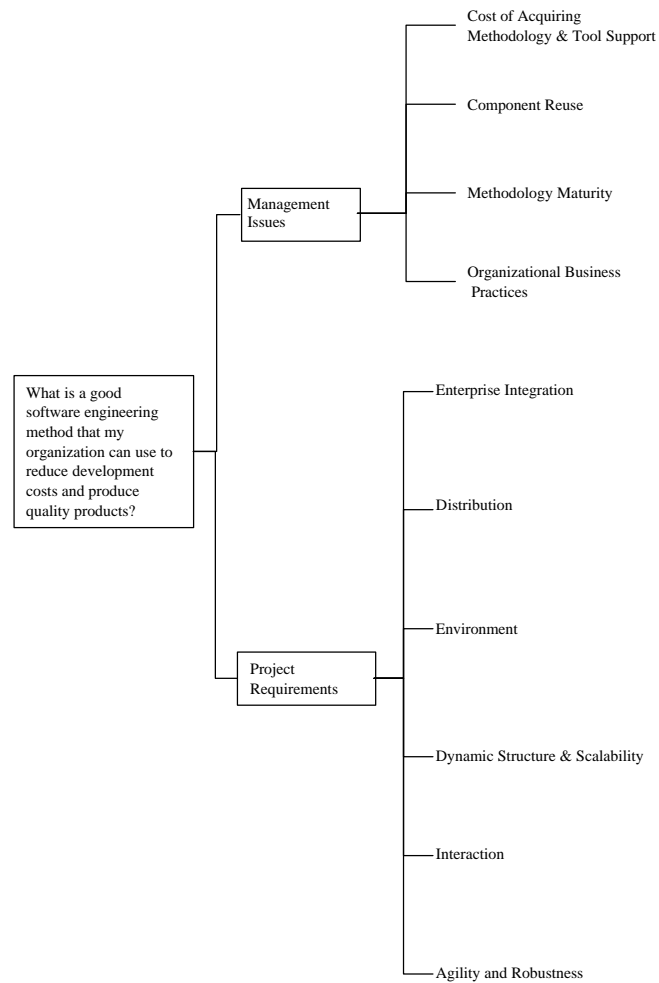 Cost of Acquiring
Methodology & Tool Support
Component Reuse
Management
Issues
Methodology Maturity
Organizational Business
Practices
What is a good
software engineering
method that my
organization can use to
reduce development
costs and produce
quality products?
Enterprise Integration
Distribution
Environment
Project
Requirements
Dynamic Structure & Scalability
Interaction
Agility and Robustness